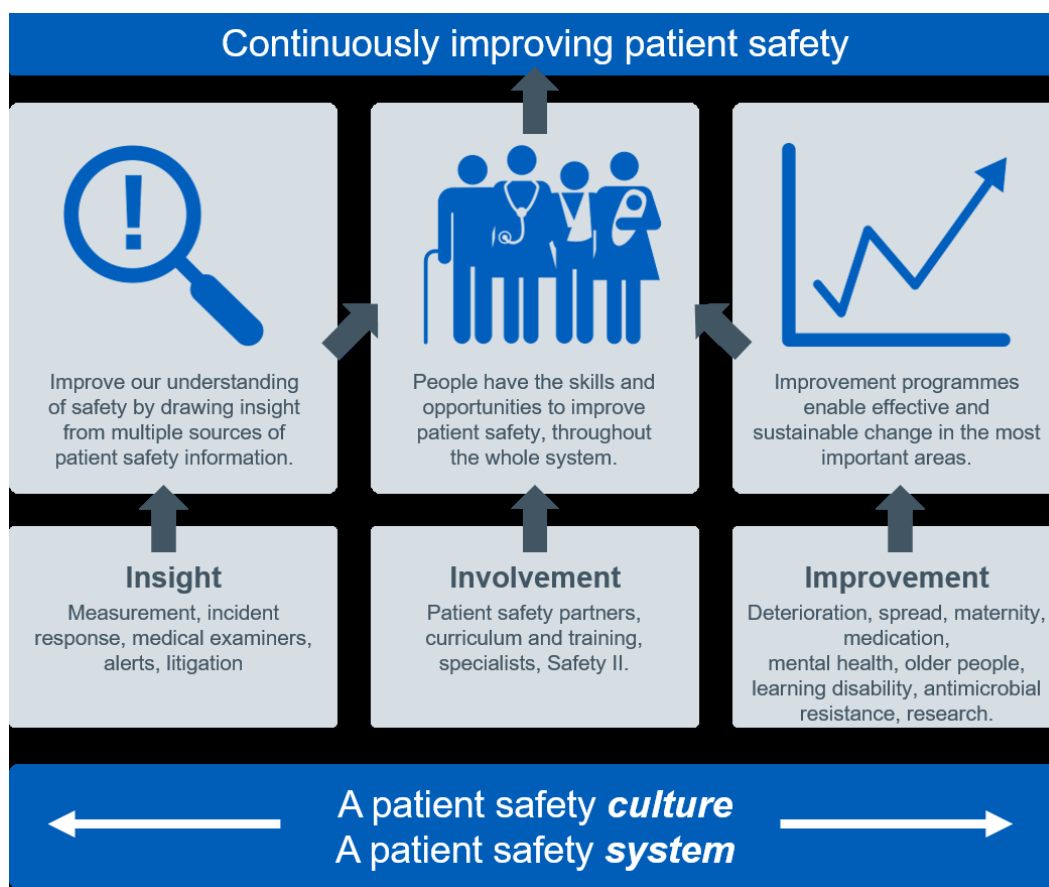 Continuously improving patient safety
!
Improve our understanding
of safety by drawing insight
from multiple sources of
patient safety information.
People have the skills and
opportunities to improve
patient safety, throughout
the whole system.
Improvement programmes
enable effective and
sustainable change in the most
important areas.
Insight
Measurement, incident
response, medical examiners,
alerts, litigation
Involvement
Patient safety partners,
curriculum and training,
specialists, Safety II.
Improvement
Deterioration, spread, maternity,
medication,
mental health, older people,
learning disability, antimicrobial
resistance, research.
A patient safety culture
A patient safety system